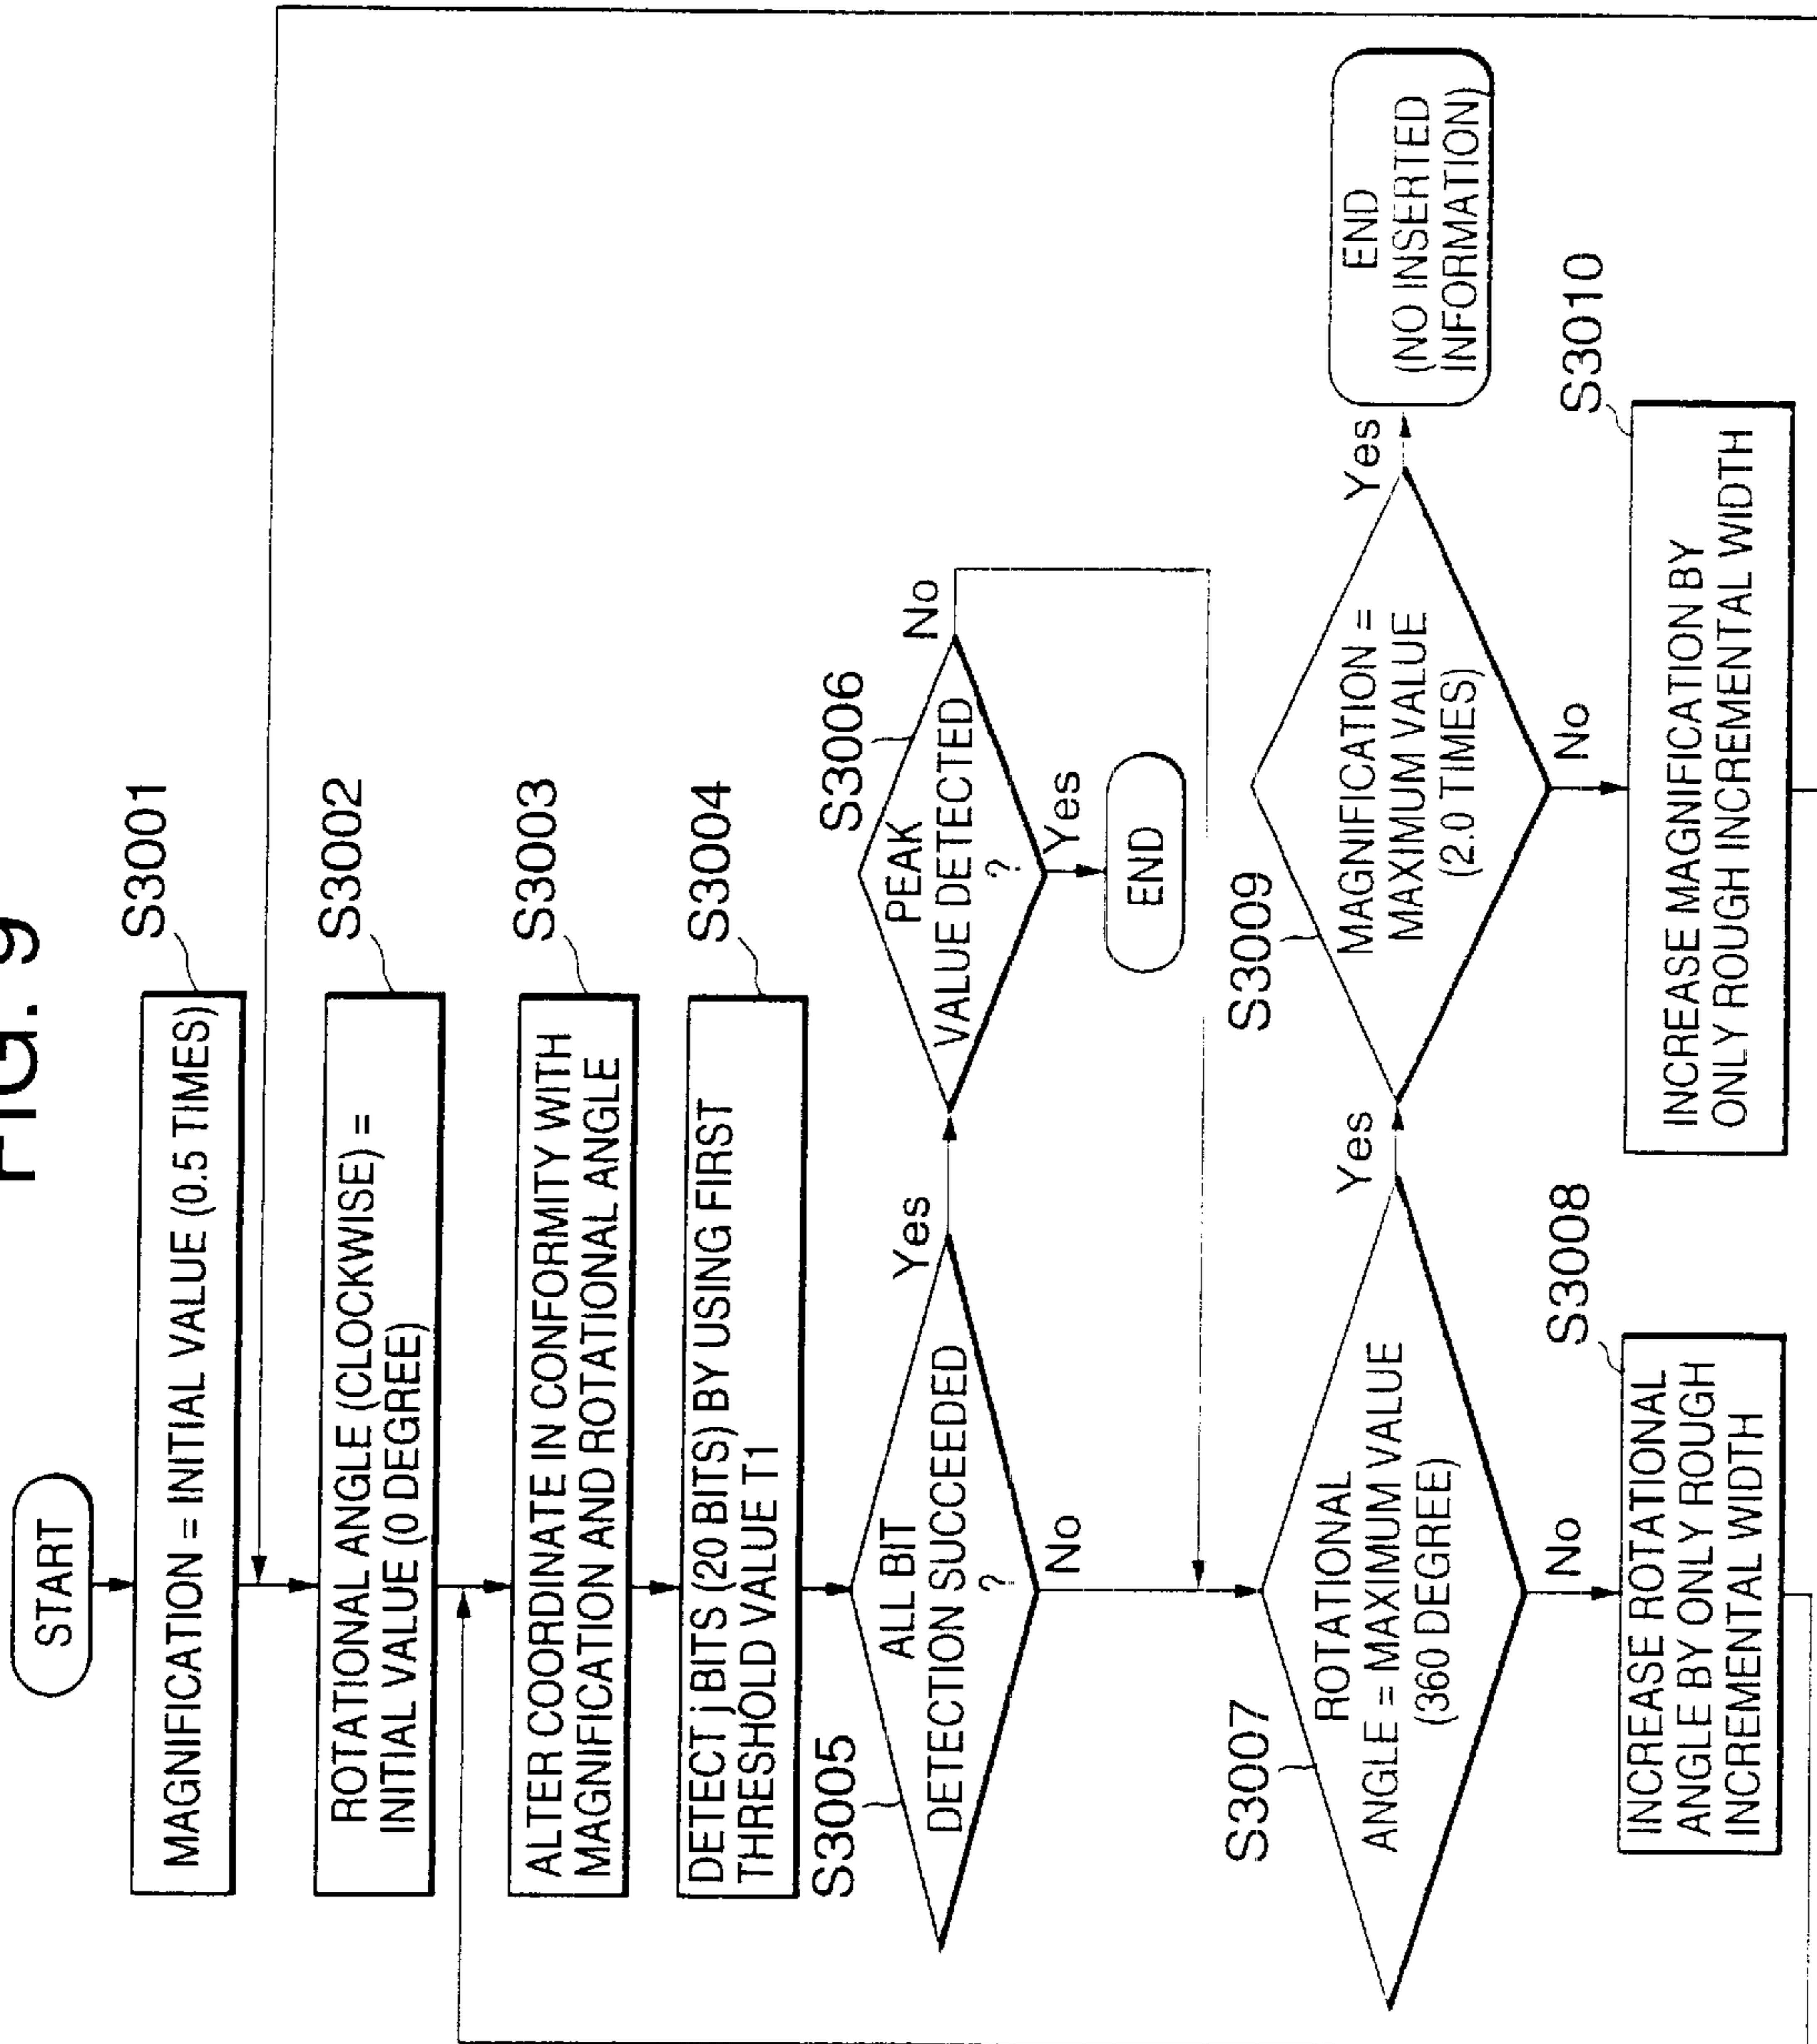 FIG. 9
START
S3001
MAGNIFICATION = INITIAL VALUE (0.5 TIMES)
S3002
ROTATIONAL ANGLE (CLOCKWISE) =
INITIAL VALUE (0 DEGREE)
S3003
ALTER COORDINATE IN CONFORMITY WITH
MAGNIFICATION AND ROTATIONAL ANGLE
S3004
DETECT j BITS (20 BITS) BY USING FIRST
THRESHOLD VALUE T1
S3005
ALL BIT
DETECTION SUCCEEDED
?
Yes
No
S3006
PEAK
VALUE DETECTED
?
No
Yes
END
S3007
ROTATIONAL
ANGLE = MAXIMUM VALUE
(360 DEGREE)
Yes
No
S3009
MAGNIFICATION =
MAXIMUM VALUE
(2.0 TIMES)
Yes
No
END
(NO INSERTED
INFORMATION)
S3008
INCREASE ROTATIONAL
ANGLE BY ONLY ROUGH
INCREMENTAL WIDTH
S3010
INCREASE MAGNIFICATION BY
ONLY ROUGH INCREMENTAL WIDTH